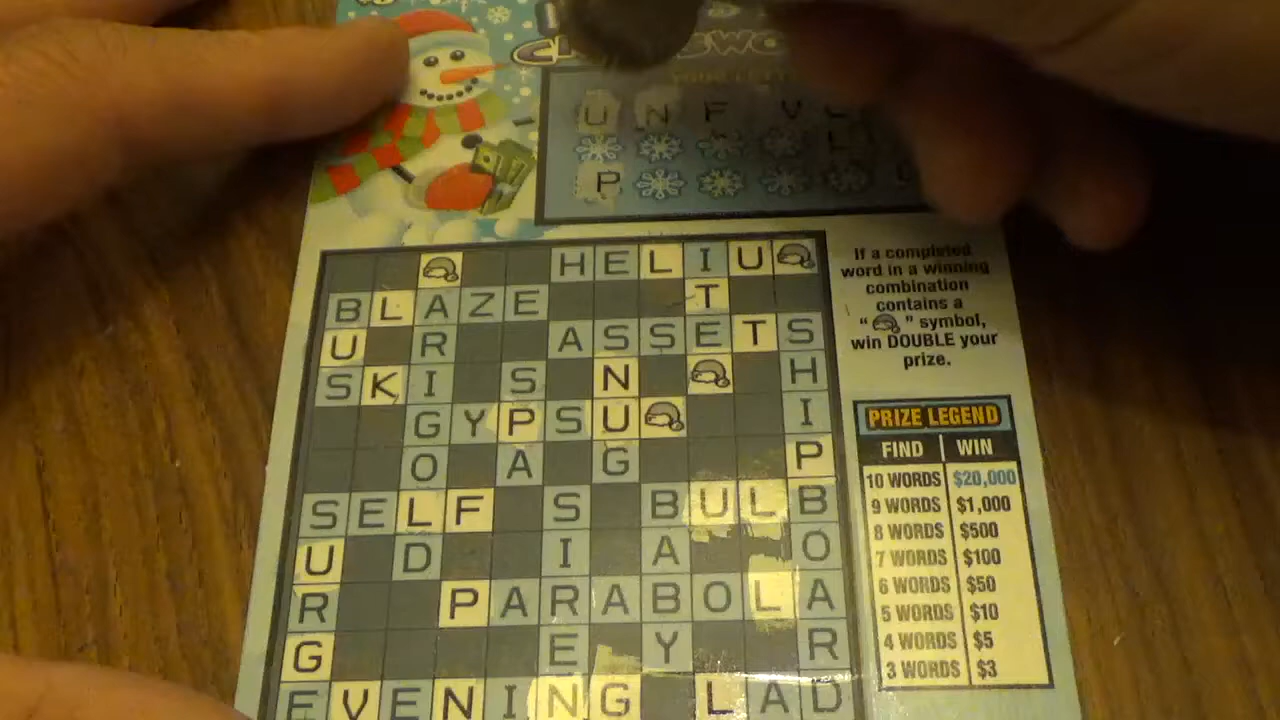 U N F V
L
P
HELIU
BLAZE T
U R ASSETS
SKI S N H
GYPSU I
O A G P
SELF S BULB
U D I A O
R PARABOLA
G E Y R
EVENING LAD
If a completed
word in a winning
combination
contains a
" " symbol,
win DOUBLE your
prize.
PRIZE LEGEND
FIND WIN
10 WORDS $20,000
9 WORDS $1,000
8 WORDS $500
7 WORDS $100
6 WORDS $50
5 WORDS $10
4 WORDS $5
3 WORDS $3